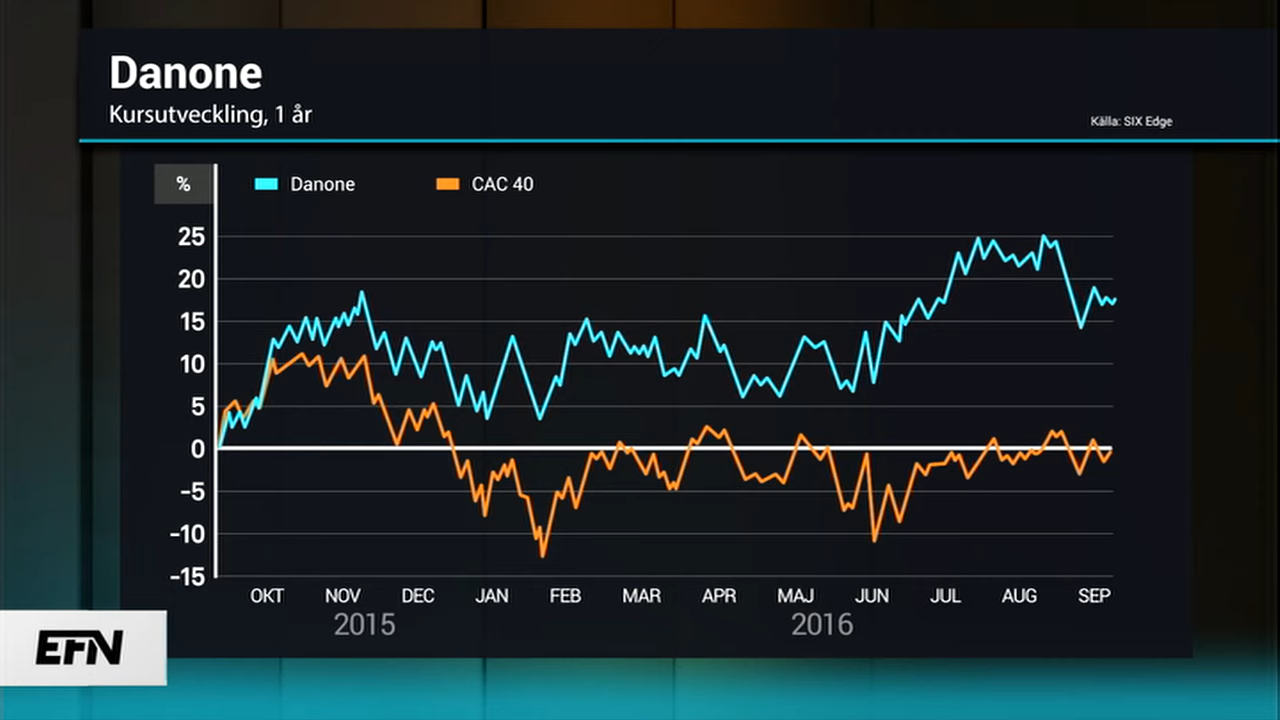 Danone
Kursutveckling, 1 år
Källa: SIX Edge
%
Danone
CAC 40
25
20
15
10
5
0
-5
-10
-15
OKT NOV DEC JAN FEB MAR APR MAJ JUN JUL AUG SEP
2015 2016
EFN